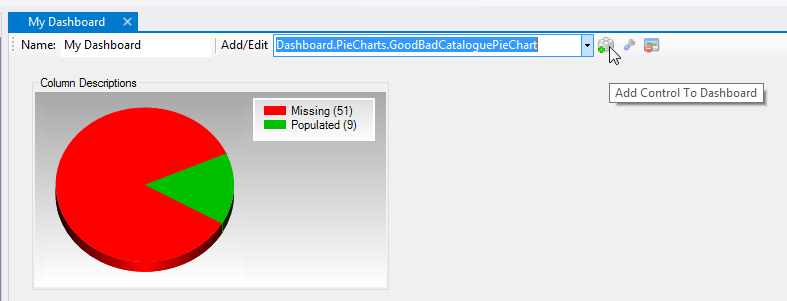 My Dashboard
Name: My Dashboard Add/Edit Dashboard.PieCharts.GoodBadCataloguePieChart
Add Control To Dashboard
Column Descriptions
Missing (51)
Populated (9)